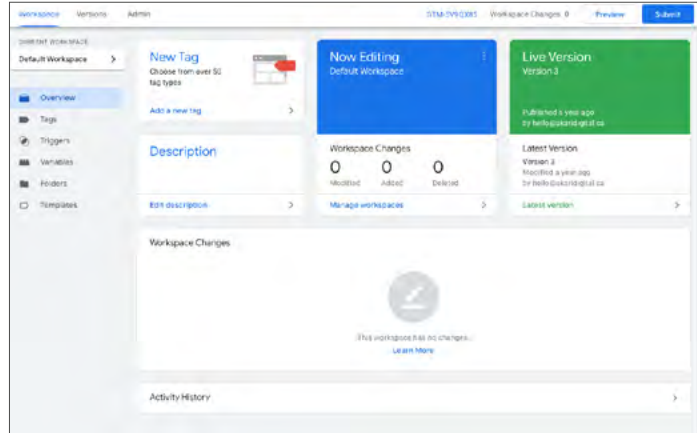 Workspace Versions Admin
Workspace Changes 0 Preview Submit
CURRENT WORKSPACE
Default Workspace
Overview
Tags
Triggers
Variables
Folders
Templates
New Tag
Choose from over 50
tag types
Add a new tag
Description
Edit description
Now Editing
Default Workspace
Workspace Changes
0 0 0
Modified Added Deleted
Manage workspaces
Live Version
Version 3
Published a year ago
Latest Version
Version 3
Modified a year ago
Latest version
Workspace Changes
This workspace has no changes.
Learn More
Activity History